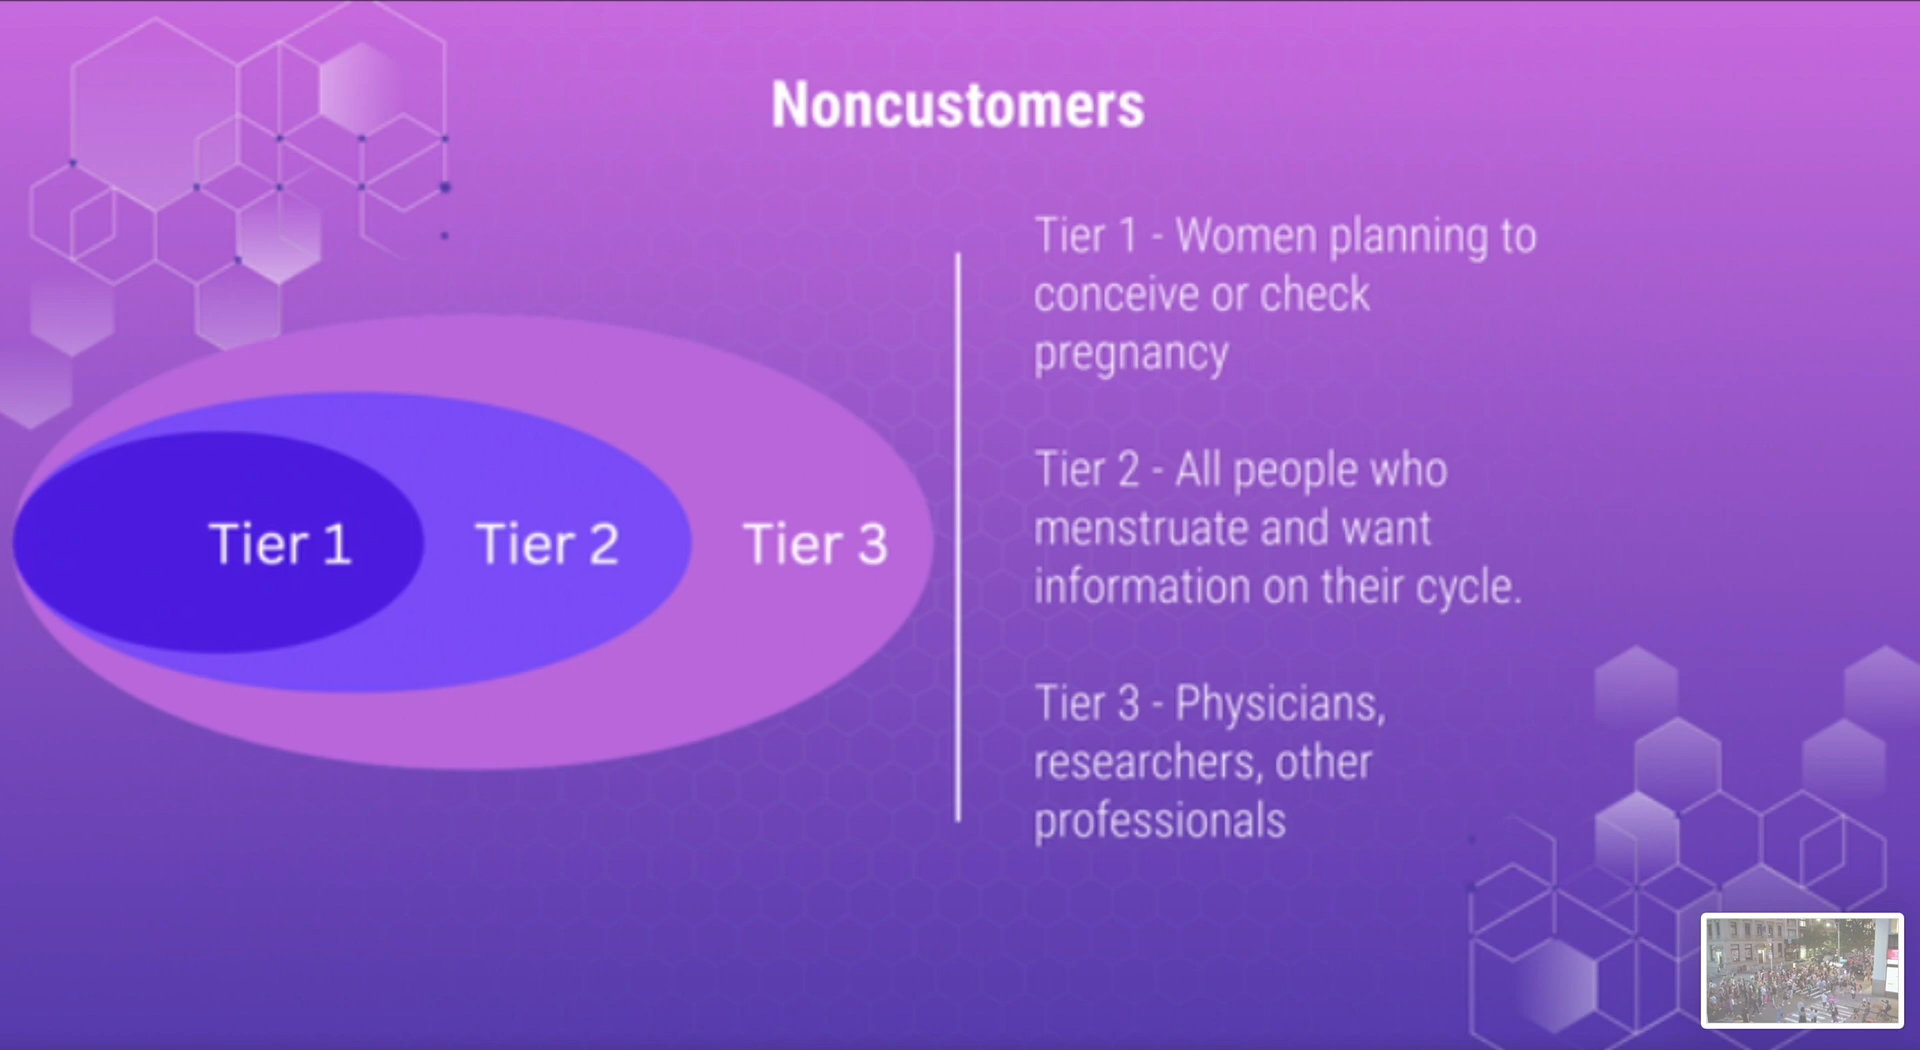 Noncustomers
Tier 1
Tier 2
Tier 3
Tier 1 - Women planning to
conceive or check
pregnancy
Tier 2 - All people who
menstruate and want
information on their cycle.
Tier 3 - Physicians,
researchers, other
professionals